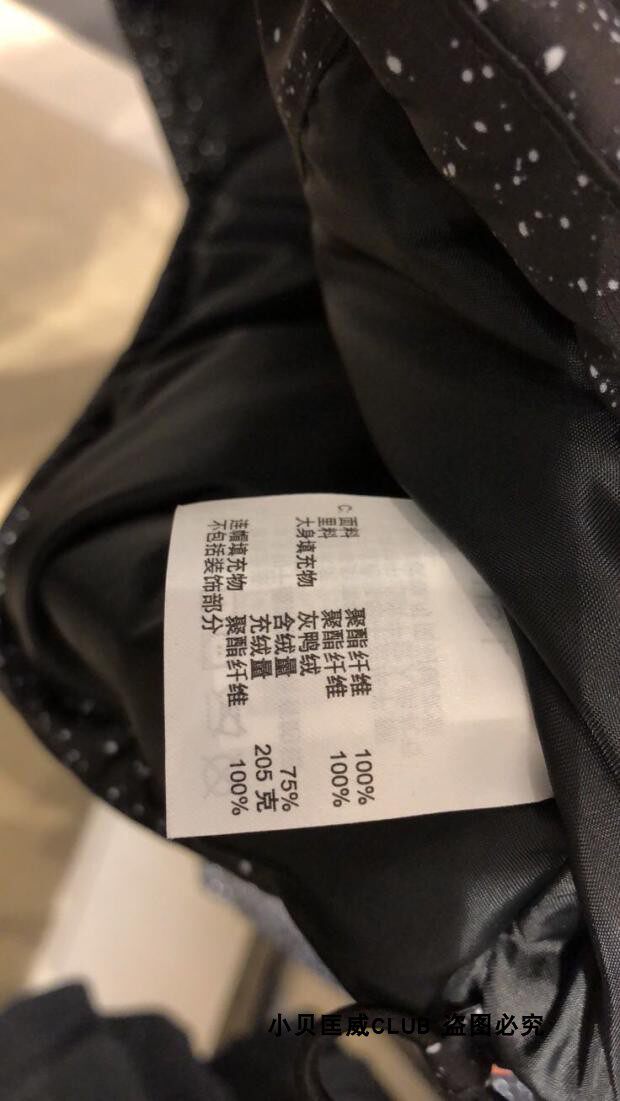 C 面料 聚酯纤维 100%
里料 聚酯纤维 100%
大身填充物 灰鸭绒
含绒量 75%
充绒量 205 克
连帽填充物 聚酯纤维 100%
不包括装饰部分
小贝匡威CLUB 盗图必究